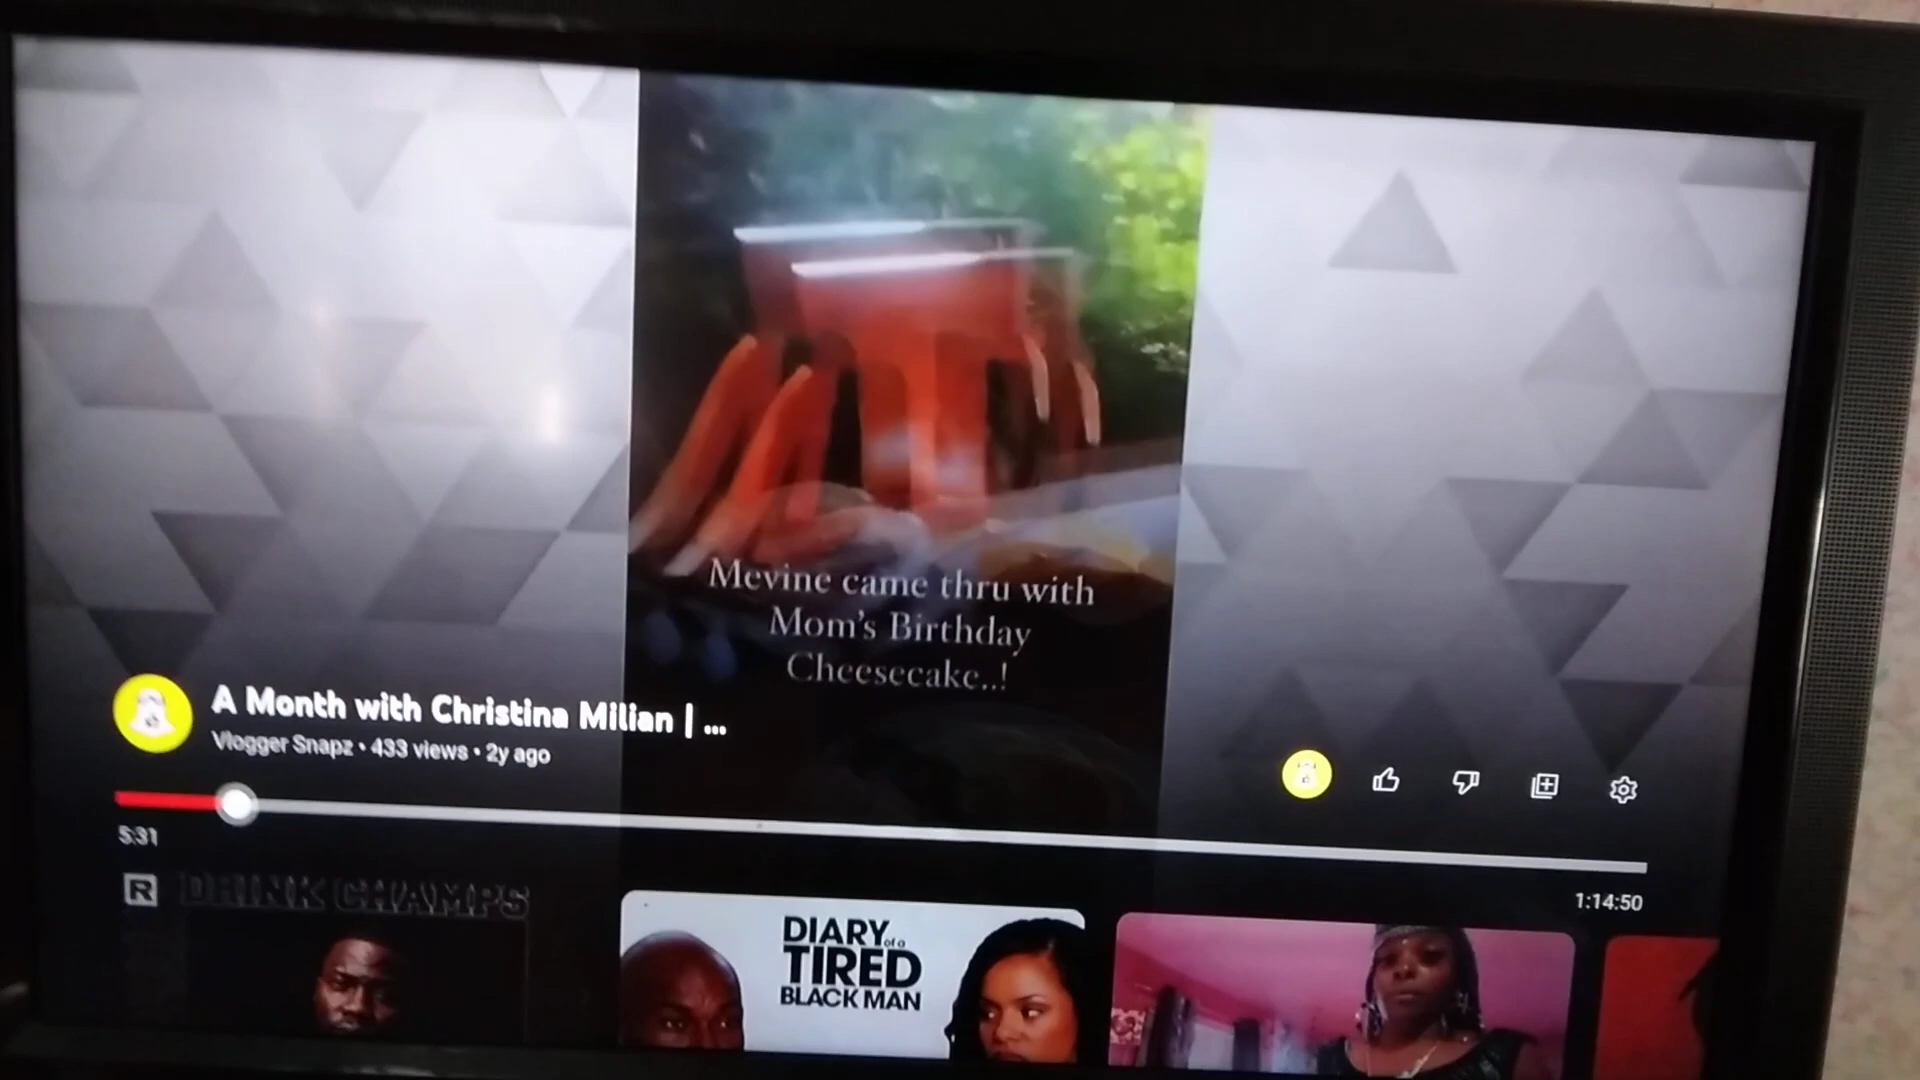 Mevine came thru with
Mom's Birthday
Cheesecake..!
A Month with Christina Milian | ...
Vlogger Snapz • 433 views • 2y ago
5:31
1:14:50
R DRINK CHAMPS
DIARY
of a
TIRED
BLACK MAN